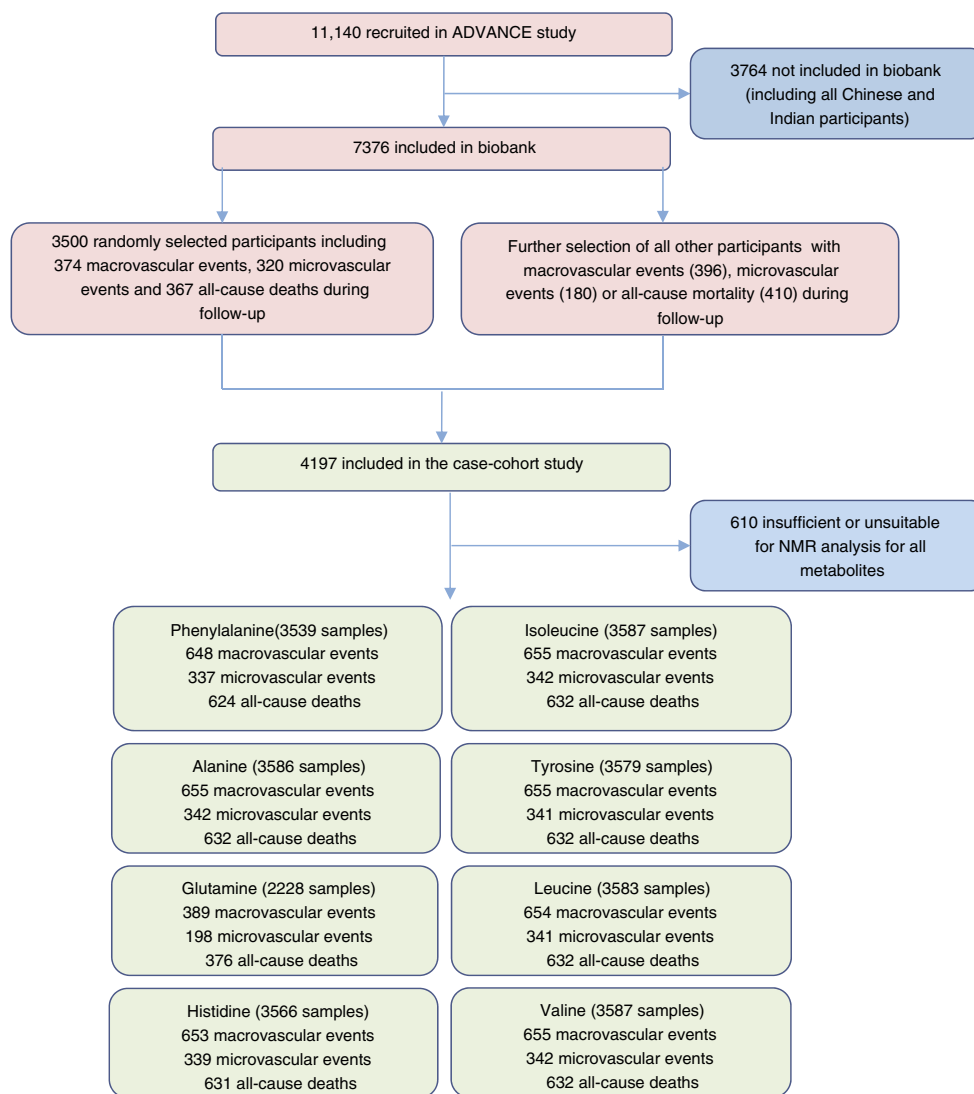 11,140 recruited in ADVANCE study
3764 not included in biobank
(including all Chinese and
Indian participants)
7376 included in biobank
3500 randomly selected participants including
374 macrovascular events, 320 microvascular
events and 367 all-cause deaths during
follow-up
Further selection of all other participants with
macrovascular events (396), microvascular
events (180) or all-cause mortality (410) during
follow-up
4197 included in the case-cohort study
610 insufficient or unsuitable
for NMR analysis for all
metabolites
Phenylalanine(3539 samples)
648 macrovascular events
337 microvascular events
624 all-cause deaths
Isoleucine (3587 samples)
655 macrovascular events
342 microvascular events
632 all-cause deaths
Alanine (3586 samples)
655 macrovascular events
342 microvascular events
632 all-cause deaths
Tyrosine (3579 samples)
655 macrovascular events
341 microvascular events
632 all-cause deaths
Glutamine (2228 samples)
389 macrovascular events
198 microvascular events
376 all-cause deaths
Leucine (3583 samples)
654 macrovascular events
341 microvascular events
632 all-cause deaths
Histidine (3566 samples)
653 macrovascular events
339 microvascular events
631 all-cause deaths
Valine (3587 samples)
655 macrovascular events
342 microvascular events
632 all-cause deaths